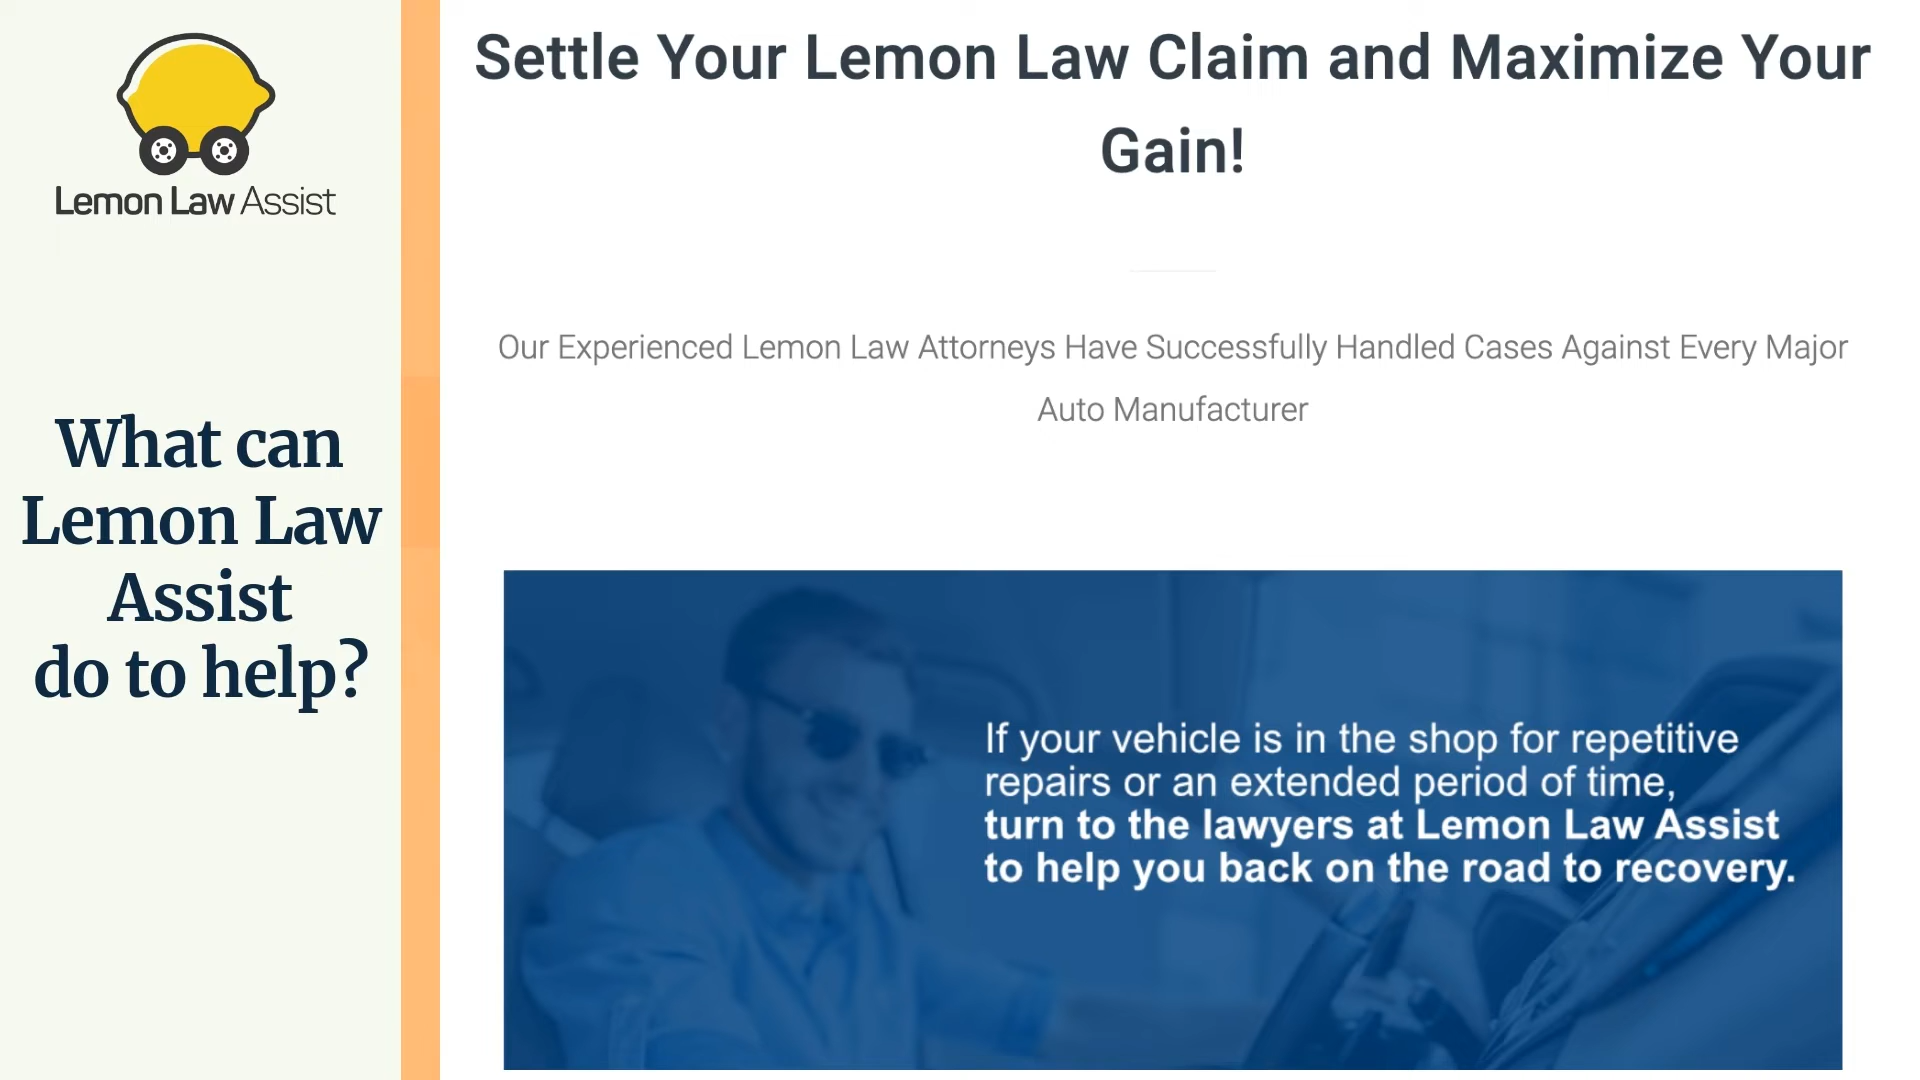 Lemon Law Assist
What can
Lemon Law
Assist
do to help?
Settle Your Lemon Law Claim and Maximize Your
Gain!
Our Experienced Lemon Law Attorneys Have Successfully Handled Cases Against Every Major
Auto Manufacturer
If your vehicle is in the shop for repetitive
repairs or an extended period of time,
turn to the lawyers at Lemon Law Assist
to help you back on the road to recovery.